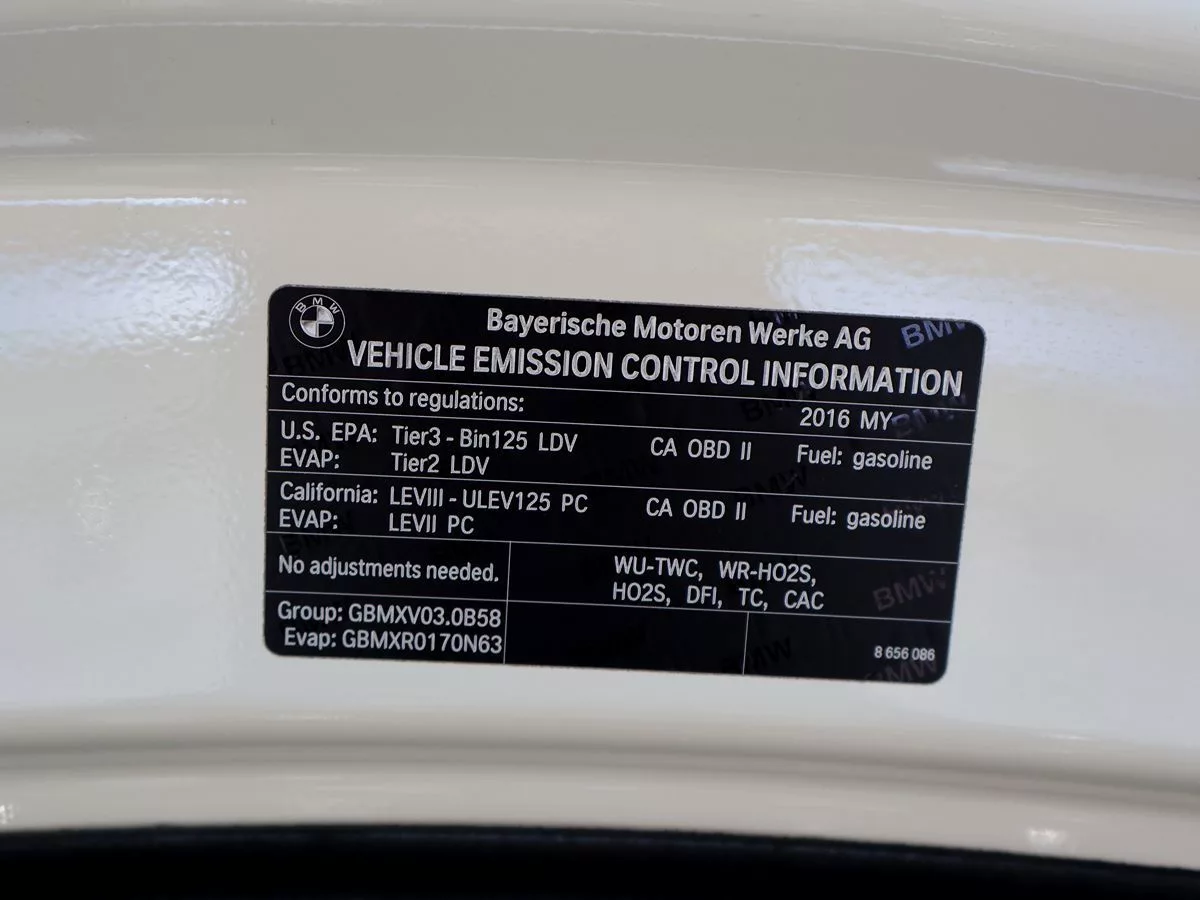 BMW
Bayerische Motoren Werke AG
VEHICLE EMISSION CONTROL INFORMATION
Conforms to regulations: 2016 MY
U.S. EPA: Tier3 - Bin125 LDV CA OBD II Fuel: gasoline
EVAP: Tier2 LDV
California: LEVIII - ULEV125 PC CA OBD II Fuel: gasoline
EVAP: LEVII PC
No adjustments needed.
WU-TWC, WR-HO2S,
HO2S, DFI, TC, CAC
Group: GBMXV03.0B58
Evap: GBMXR0170N63
8 656 086